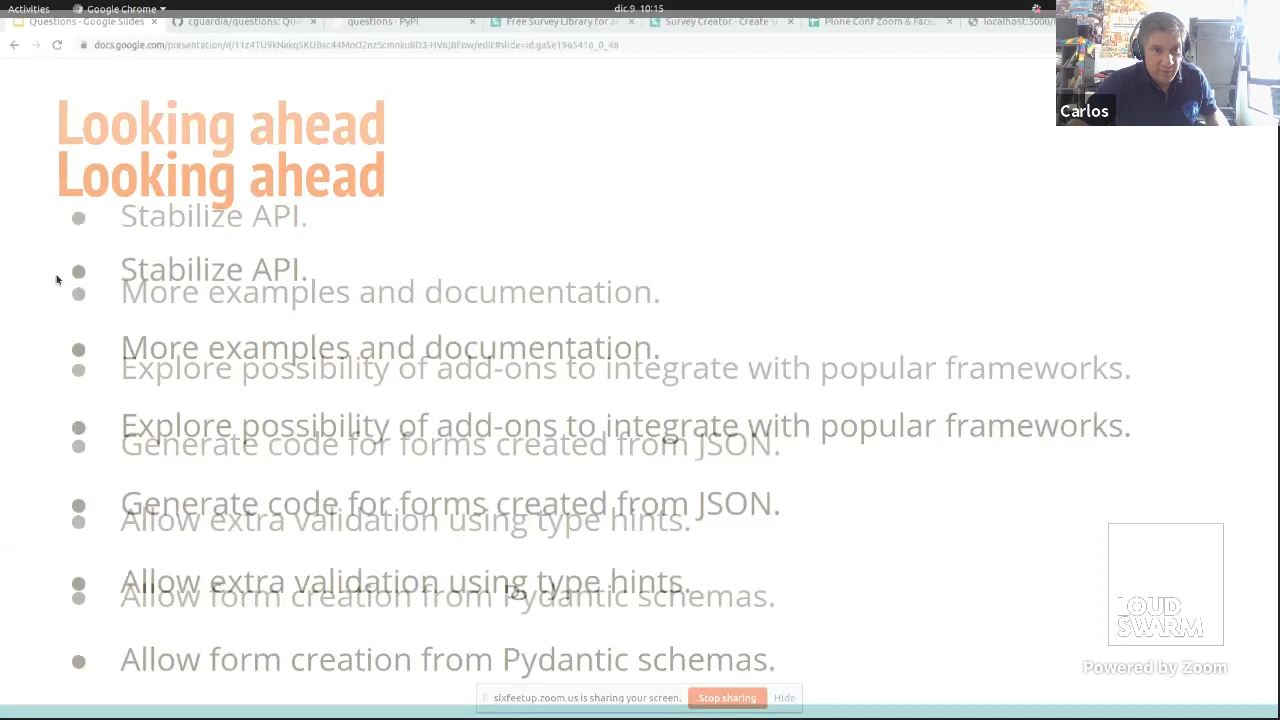 Activities
Google Chrome
dic 9 10:15
Questions - Google Slides
cguardia/questions: Qu
questions · PyPI
Free Survey Library for a
Survey Creator - Create s
Plone Conf Zoom & Face
localhost:5000/
Carlos
Looking ahead
Looking ahead
Stabilize API.
Stabilize API.
More examples and documentation.
More examples and documentation.
Explore possibility of add-ons to integrate with popular frameworks.
Explore possibility of add-ons to integrate with popular frameworks.
Generate code for forms created from JSON.
Generate code for forms created from JSON.
Allow extra validation using type hints.
Allow extra validation using type hints.
Allow form creation from Pydantic schemas.
Allow form creation from Pydantic schemas.
LOUD
SWARM
Powered by Zoom
sixfeetup.zoom.us is sharing your screen.
Stop sharing
Hide